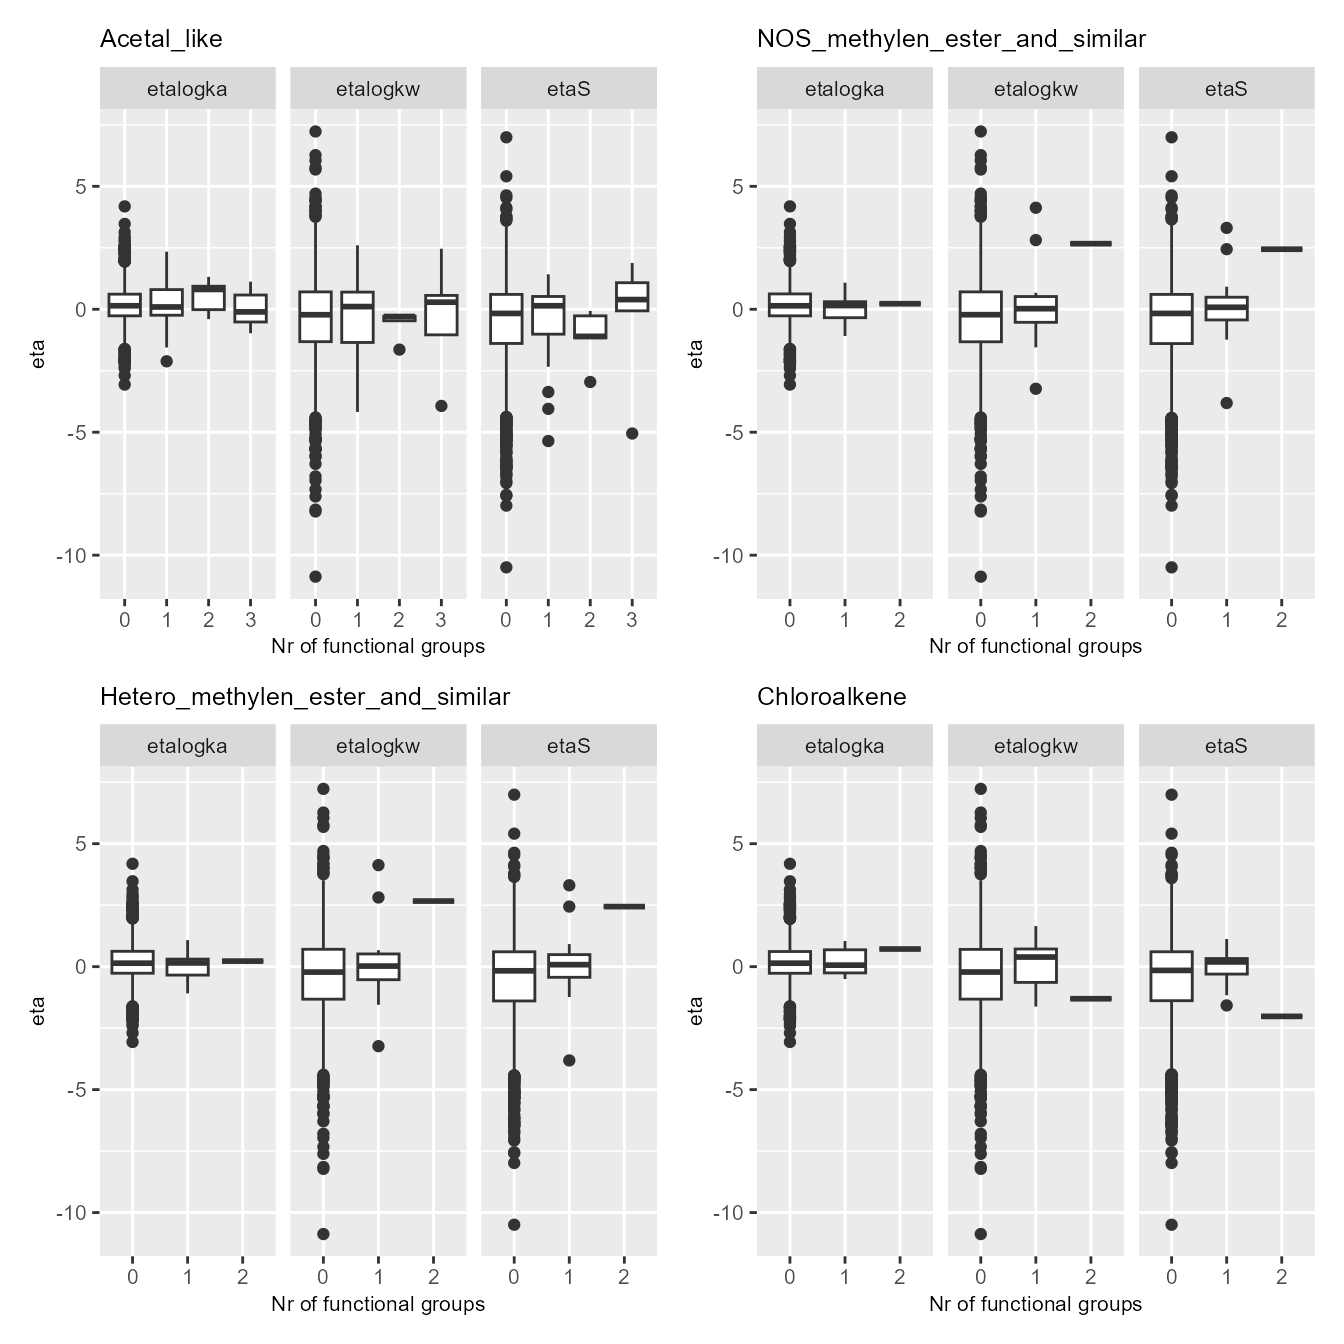 Acetal_like
etalogka etalogkw etaS
eta
5
0
-5
-10
0 1 2 3 0 1 2 3 0 1 2 3
Nr of functional groups
NOS_methylen_ester_and_similar
etalogka etalogkw etaS
eta
5
0
-5
-10
0 1 2 0 1 2 0 1 2
Nr of functional groups
Hetero_methylen_ester_and_similar
etalogka etalogkw etaS
eta
5
0
-5
-10
0 1 2 0 1 2 0 1 2
Nr of functional groups
Chloroalkene
etalogka etalogkw etaS
eta
5
0
-5
-10
0 1 2 0 1 2 0 1 2
Nr of functional groups